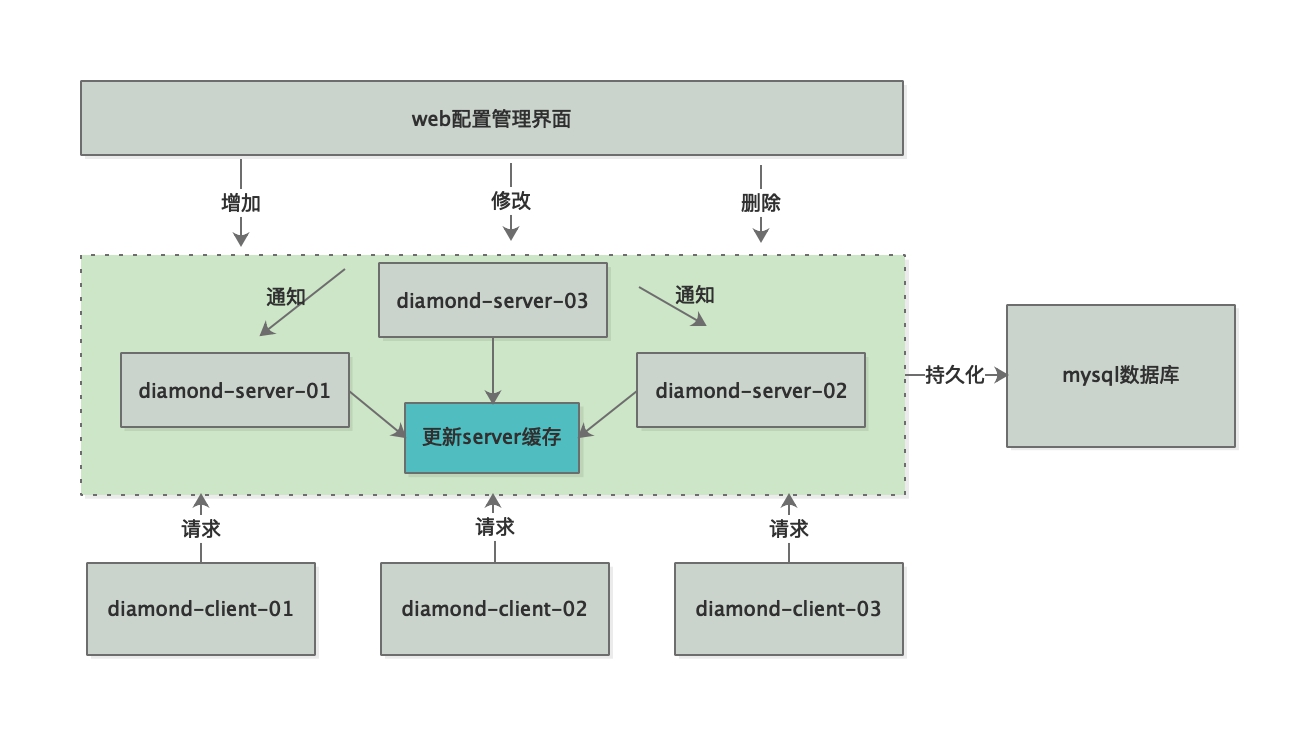 web配置管理界面
增加
修改
删除
通知
diamond-server-03
通知
diamond-server-01
diamond-server-02
更新server缓存
持久化
mysql数据库
请求
请求
请求
diamond-client-01
diamond-client-02
diamond-client-03